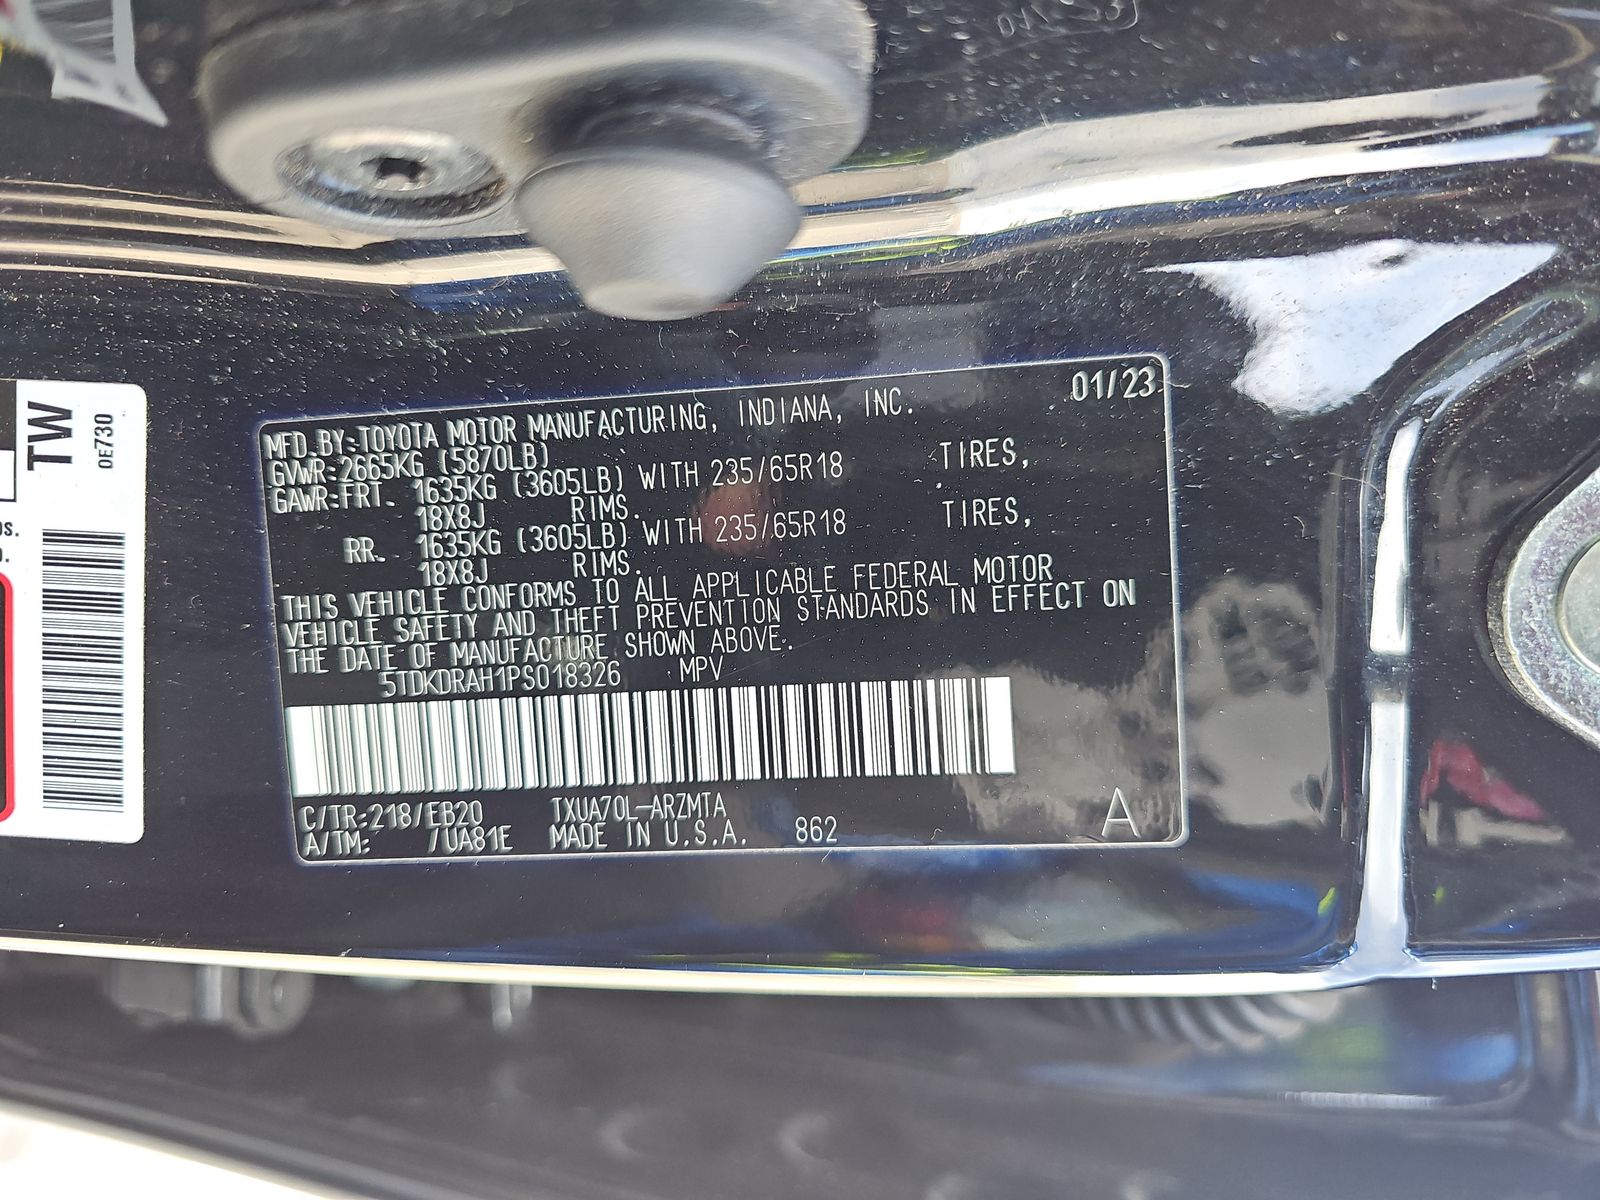 01/23
MFD.BY:TOYOTA MOTOR MANUFACTURING, INDIANA, INC.
GVWR:2665KG (5870LB)
GAWR:FRT. 1635KG (3605LB) WITH 235/65R18 TIRES,
18X8J RIMS.
RR. 1635KG (3605LB) WITH 235/65R18 TIRES,
18X8J RIMS.
THIS VEHICLE CONFORMS TO ALL APPLICABLE FEDERAL MOTOR
VEHICLE SAFETY AND THEFT PREVENTION STANDARDS IN EFFECT ON
THE DATE OF MANUFACTURE SHOWN ABOVE.
5TDKDRAH1PS018326 MPV
C/TR:218/EB20 TXUA70L-ARZMTA
A/TM: /UA81E MADE IN U.S.A. 862 A
TW
0E730